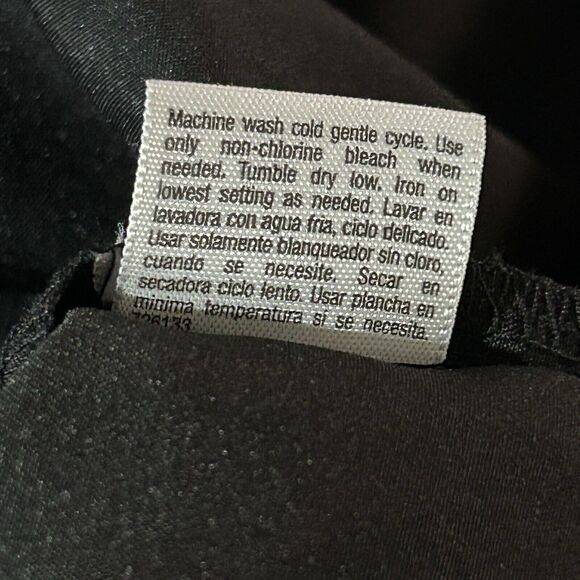 Machine wash cold gentle cycle. Use
only non-chlorine bleach when
needed. Tumble dry low. Iron on
lowest setting as needed. Lavar en
lavadora con agua fria, ciclo delicado.
Usar solamente blanqueador sin cloro,
cuando se necesite. Secar en
secadora ciclo lento. Usar plancha en
minima temperatura si se necesita.
726133